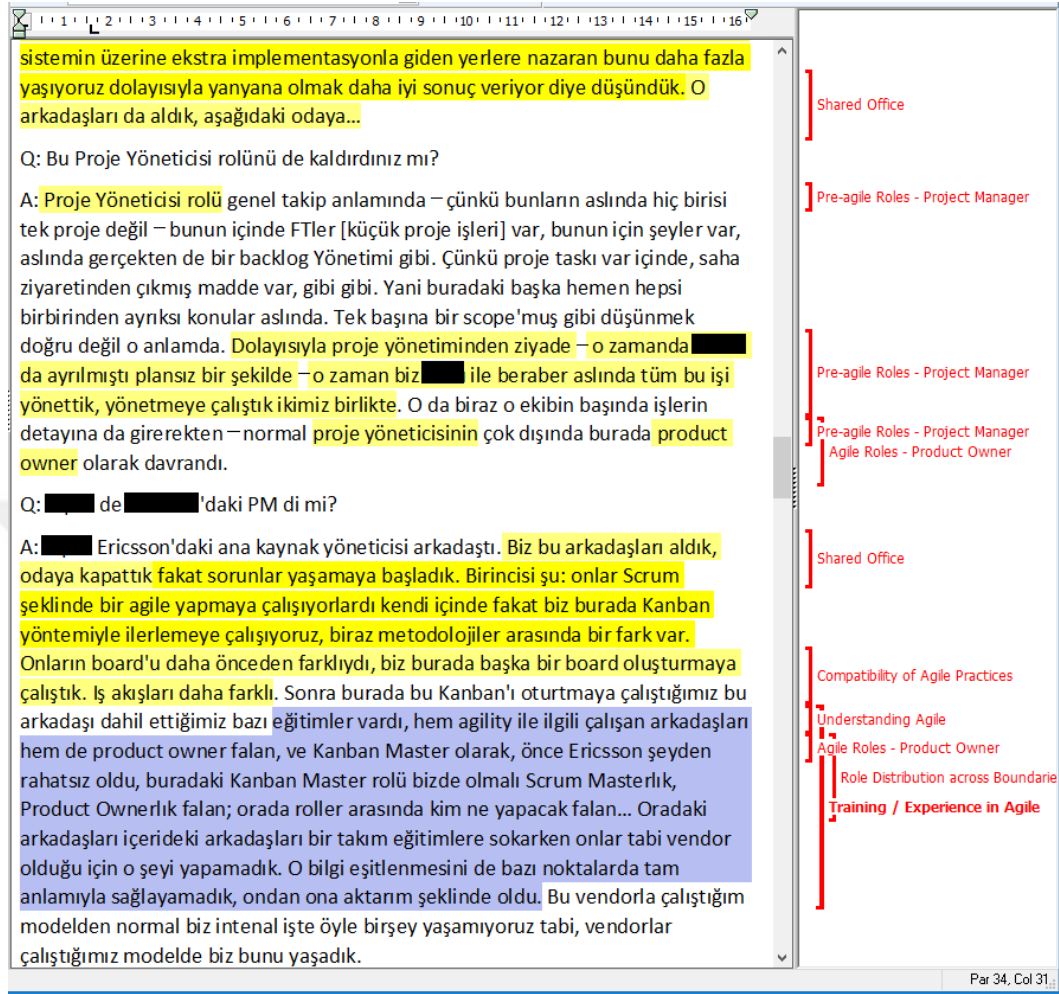 1 2 3 4 5 6 7 8 9 10 11 12 13 14 15 16
sistemin üzerine ekstra implementasyonla giden yerlere nazaran bunu daha fazla
yaşıyoruz dolayısıyla yanyana olmak daha iyi sonuç veriyor diye düşündük. O
arkadaşları da aldık, aşağıdaki odaya...
Q: Bu Proje Yöneticisi rolünü de kaldırdınız mı?
A: Proje Yöneticisi rolü genel takip anlamında – çünkü bunların aslında hiç birisi
tek proje değil – bunun içinde FTler [küçük proje işleri] var, bunun için şeyler var,
aslında gerçekten de bir backlog Yönetimi gibi. Çünkü proje taskı var içinde, saha
ziyaretinden çıkmış madde var, gibi gibi. Yani buradaki başka hemen hepsi
birbirinden ayrıksı konular aslında. Tek başına bir scope'muş gibi düşünmek
doğru değil o anlamda. Dolayısıyla proje yönetiminden ziyade – o zamanda
da ayrılmıştı plansız bir şekilde – o zaman biz ile beraber aslında tüm bu işi
yönettik, yönetmeye çalıştık ikimiz birlikte. O da biraz o ekibin başında işlerin
detayına da girerekten – normal proje yöneticisinin çok dışında burada product
owner olarak davrandı.
Q: de 'daki PM di mi?
A: Ericsson'daki ana kaynak yöneticisi arkadaştı. Biz bu arkadaşları aldık,
odaya kapattık fakat sorunlar yaşamaya başladık. Birincisi şu: onlar Scrum
şeklinde bir agile yapmaya çalışıyorlardı kendi içinde fakat biz burada Kanban
yöntemiyle ilerlemeye çalışıyoruz, biraz metodolojiler arasında bir fark var.
Onların board'u daha önceden farklıydı, biz burada başka bir board oluşturmaya
çalıştık. Iş akışları daha farklı. Sonra burada bu Kanban'ı oturtmaya çalıştığımız bu
arkadaşı dahil ettiğimiz bazı eğitimler vardı, hem agility ile ilgili çalışan arkadaşları
hem de product owner falan, ve Kanban Master olarak, önce Ericsson şeyden
rahatsız oldu, buradaki Kanban Master rolü bizde olmalı Scrum Masterlık,
Product Ownerlık falan; orada roller arasında kim ne yapacak falan... Oradaki
arkadaşları içerideki arkadaşları bir takım eğitimlere sokarken onlar tabi vendor
olduğu için o şeyi yapamadık. O bilgi eşitlenmesini de bazı noktalarda tam
anlamıyla sağlayamadık, ondan ona aktarım şeklinde oldu. Bu vendorla çalıştığım
modelden normal biz intenal işte öyle birşey yaşamıyoruz tabi, vendorlar
çalıştığımız modelde biz bunu yaşadık.
Shared Office
Pre-agile Roles - Project Manager
Pre-agile Roles - Project Manager
Pre-agile Roles - Project Manager
Agile Roles - Product Owner
Shared Office
Compatibility of Agile Practices
Understanding Agile
Agile Roles - Product Owner
Role Distribution across Boundarie
Training / Experience in Agile
Par 34, Col 31